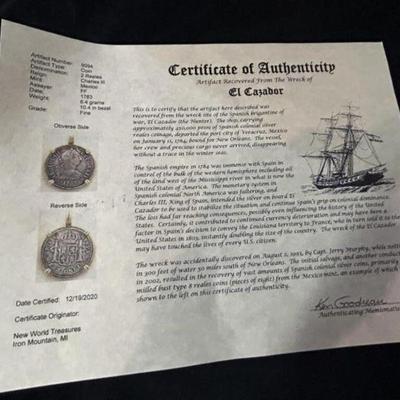 Artifact Number: 9094
Artifact: Coin
Denomination: 2 Reales
Reign: Charles III
Mint: Mexico
Assayer: FF
Year: 1783
Weight: 6.4 grams
10.4 in bezel
Grade: Fine
Obverse Side
Reverse Side
Date Certified: 12/19/2020
Certificate Originator:
New World Treasures
Iron Mountain, MI
Certificate of Authenticity
Artifact Recovered From The Wreck of
El Cazador
This is to certify that the artifact here described was
recovered from the wreck site of the Spanish brigantine of
war, El Cazador (the Hunter). The ship, carrying
approximately 450,000 pesos of Spanish colonial silver
reales coinage, departed the port city of Veracruz, Mexico
on January 11, 1784, bound for New Orleans. The vessel,
her crew and precious cargo never arrived, disappearing
without a trace in the winter seas.
The Spanish empire in 1784 was immense with Spain in
control of the bulk of the western hemisphere including all
of the land west of the Mississippi river in what is now the
United States of America. The monetary system in
Spanish colonial North America was faltering, and
Charles III, King of Spain, intended the silver on board El
Cazador to be used to stabilize the situation and continue Spain's grip on colonial dominance.
The loss had far reaching consequences, possibly even influencing the history of the United
States. Certainly, it contributed to continued currency deterioration and may have been a
factor in Spain's decision to convey the Louisiana territory to France, who in turn sold it to the
United States in 1803, instantly doubling the size of the country. The wreck of the El Cazador
may have touched the lives of every U.S. citizen.
The wreck was accidentally discovered on August 2, 1993, by Capt. Jerry Murphy, while
in 300 feet of water 50 miles south of New Orleans. The initial salvage, and another
in 2002, resulted in the recovery of vast amounts of Spanish colonial silver coins, primarily
milled bust type 8 reales coins (pieces of eight) from the Mexico mint, an example of which
shown to the left on this certificate of authenticity.
Ken Goodman
Authenticating